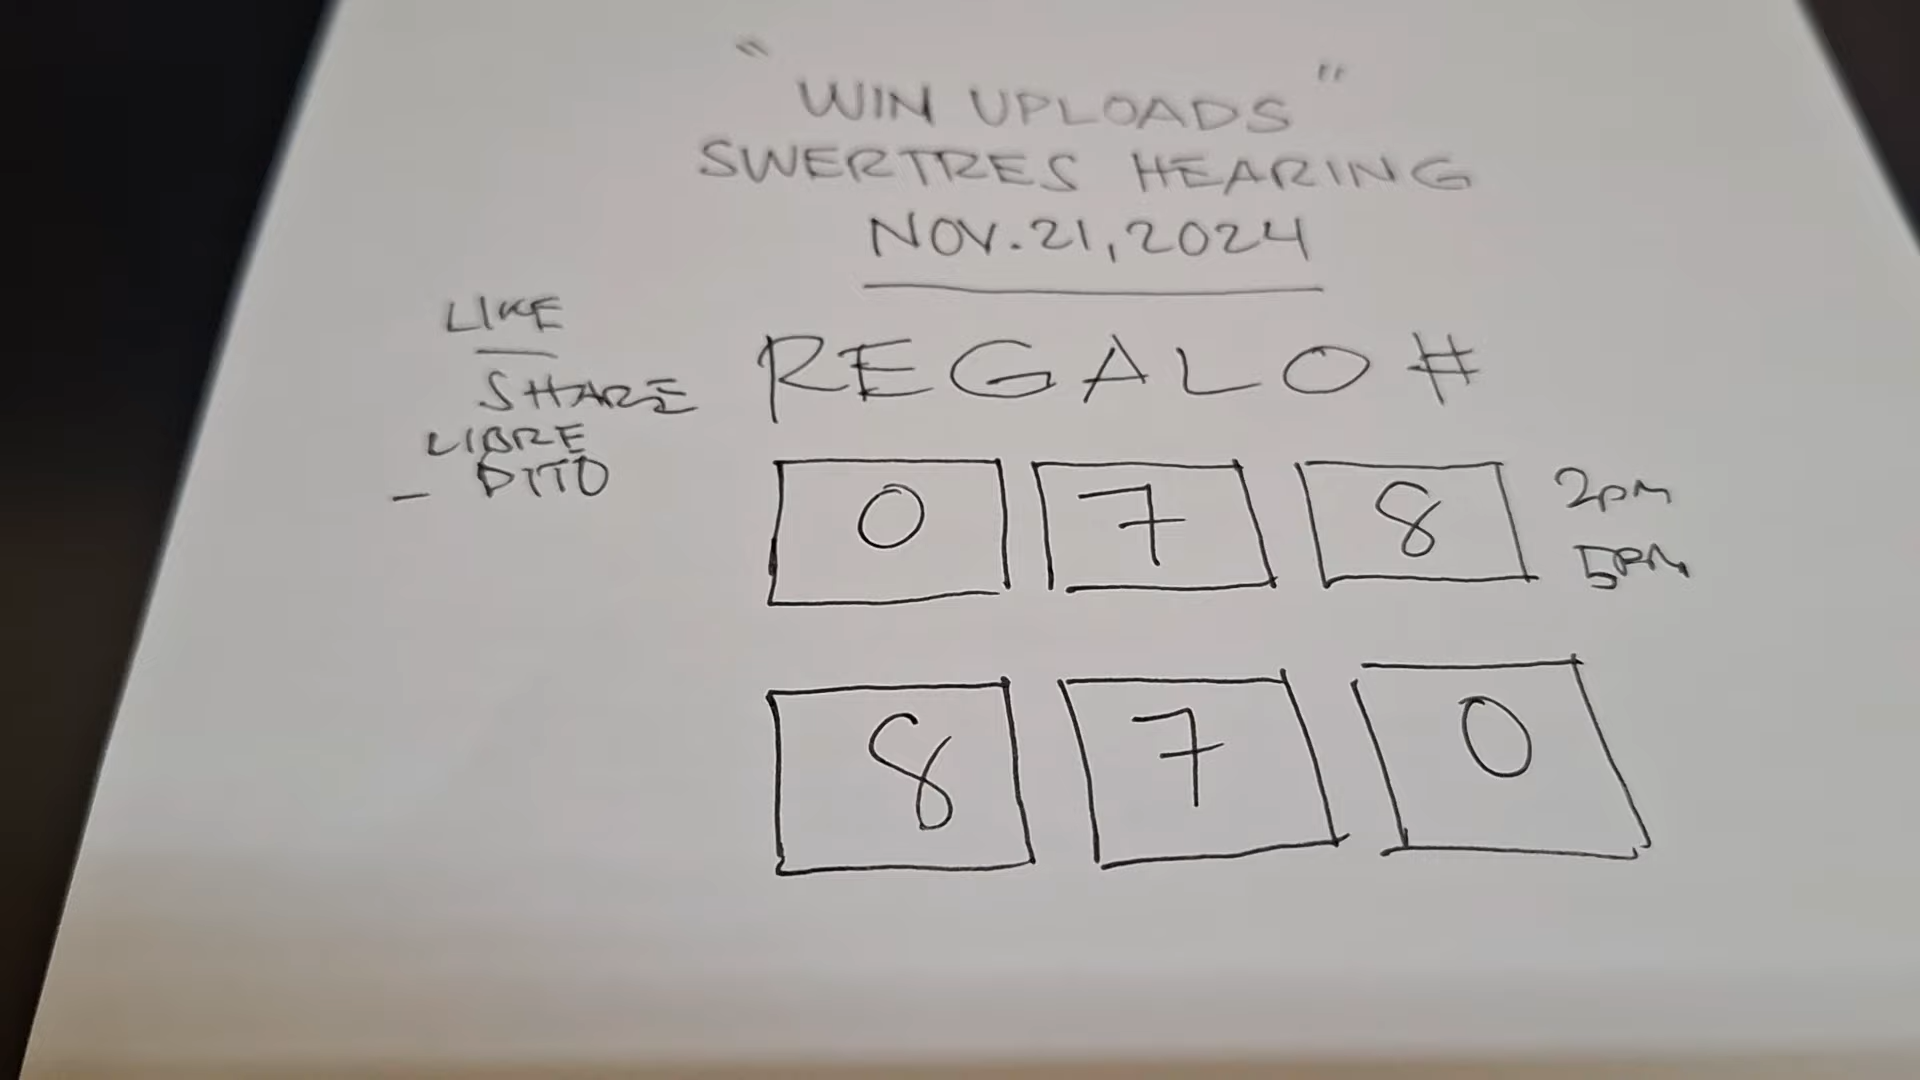 "WIN UPLOADS"
SWERTRES HEARING
NOV.21,2024
LIKE
SHARE
LIBRE
DITO
REGALO #
0 7 8 2pm
5pm
8 7 0